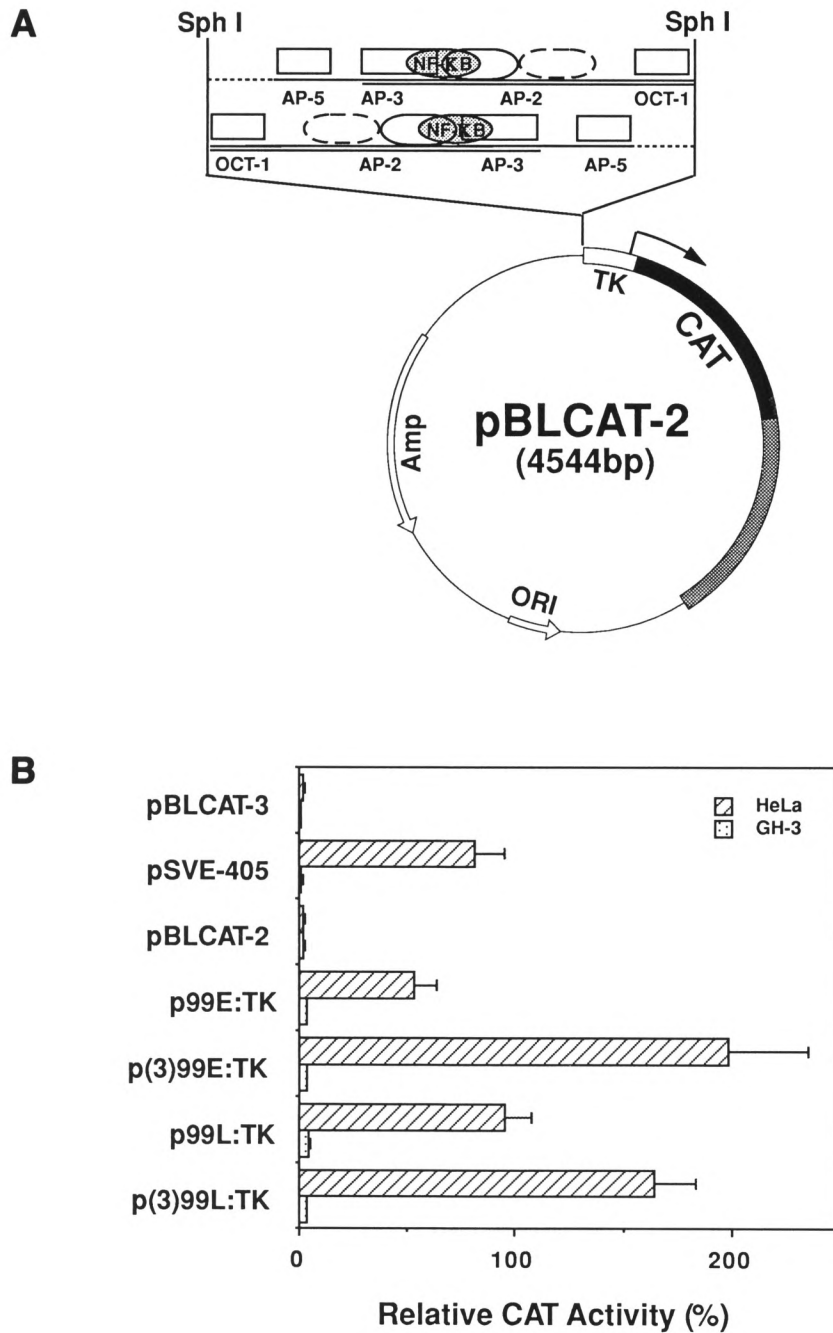 A
Sph I Sph I
NF KB
AP-5 AP-3 AP-2 OCT-1
NF KB
OCT-1 AP-2 AP-3 AP-5
TK
CAT
pBLCAT-2
(4544bp)
Amp
ORI
B
HeLa
GH-3
pBLCAT-3
pSVE-405
pBLCAT-2
p99E:TK
p(3)99E:TK
p99L:TK
p(3)99L:TK
0 100 200
Relative CAT Activity (%)